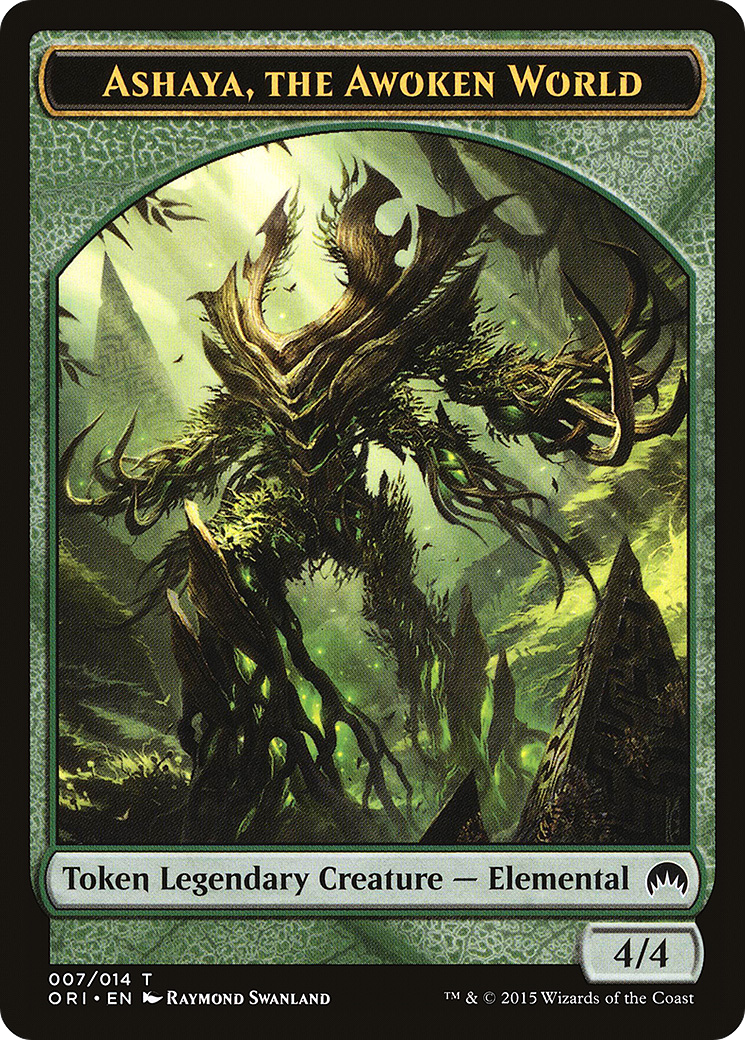 ASHAYA, THE AWOKEN WORLD
Token Legendary Creature — Elemental
4/4
007/014 T
ORI • EN RAYMOND SWANLAND
™ & © 2015 Wizards of the Coast